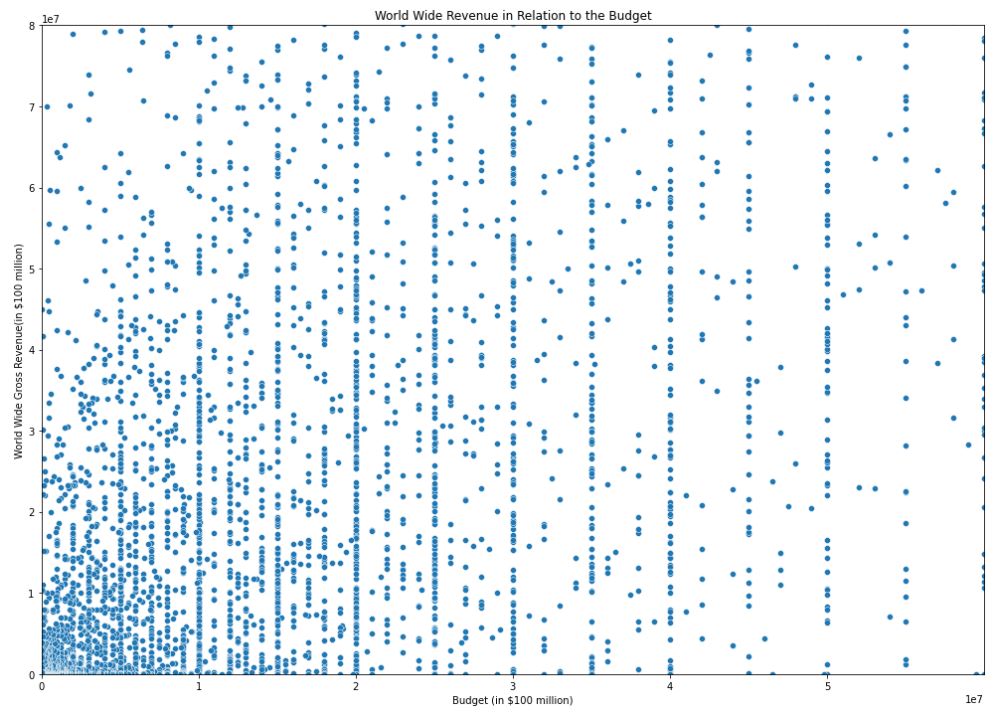 World Wide Revenue in Relation to the Budget
1e7
8
7
6
5
4
3
2
1
0
World Wide Gross Revenue(in $100 million)
0 1 2 3 4 5
1e7
Budget (in $100 million)